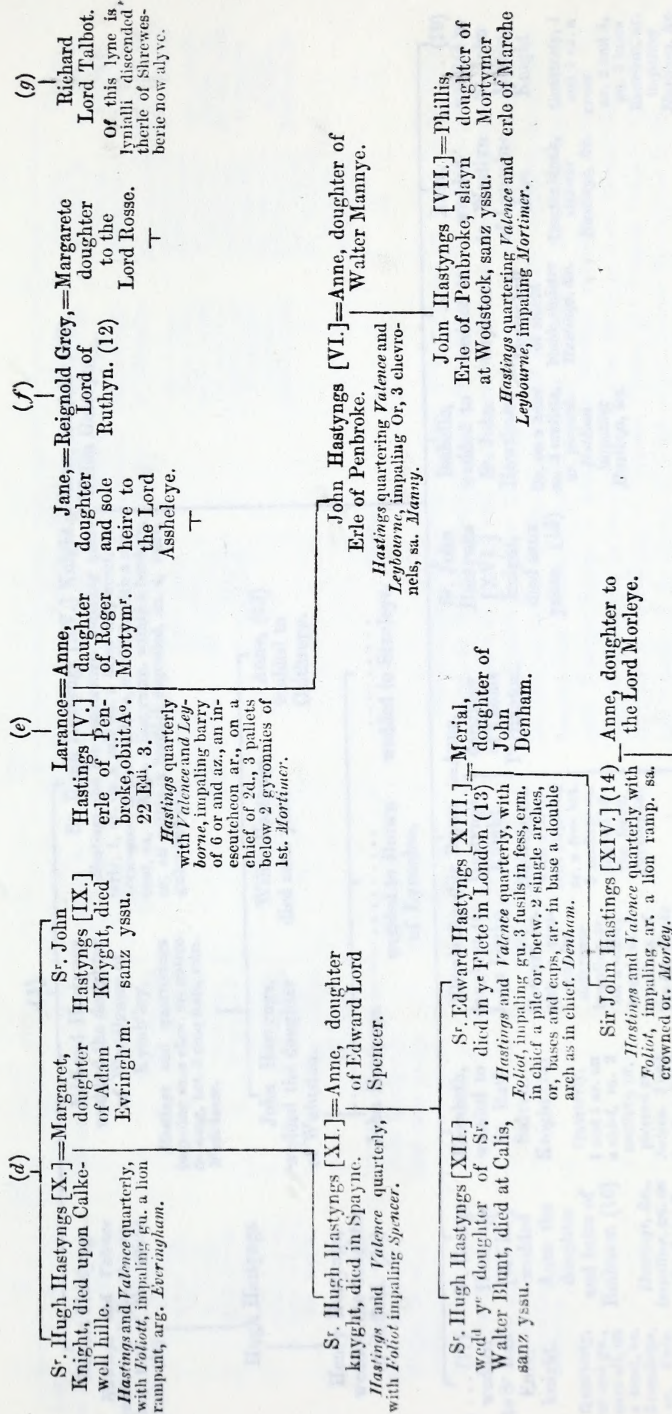 (d)
Sr. Hugh Hastyngs [X.]=Margaret,
Knight, died upon Calke-
well hille.
doughter
of Adam
Evringh'm.
Hastings and Valence quarterly,
with Foliott, impaling gu. a lion
rampant, arg. Everingham.
Sr. John
Hastyngs [IX.]
Knyght, died
sanz yssu.
(e)
Larance=Anne,
Hastings [V.]
erle of Pen-
broke, obiit Ao.
22 Edi. 3.
daughter
of Roger
Mortymr.
Hastings quarterly
with Valence and Ley-
borne, impaling barry
of 6 or and az., an in-
escutcheon ar., on a
chief of 2d., 3 pallets
below 2 gyronnies of
1st. Mortimer.
(f)
Jane,=Reignold Grey,=Margarete
doughter
and sole
heire to
the Lord
Assheleye.
Lord of
Ruthyn. (12)
doughter
to the
Lord Rosse.
(g)
Richard
Lord Talbot.
Of this lyne is
lynialli discended
therle of Shrewes-
berie now alyve.
Sr. Hugh Hastyngs [XI.]=Anne, doughter
knyght, died in Spayne.
of Edward Lord
Spencer.
Hastings and Valence quarterly,
with Foliot impaling Spencer.
John Hastyngs [VI.]=Anne, doughter of
Erle of Penbroke.
Walter Mannye.
Hastings quartering Valence and
Leybourne, impaling Or, 3 chevro-
nels, sa. Manny.
Sr. Hugh Hastyngs [XII.]
wedd ye doughter of Sr.
Walter Blunt, died at Calis,
sanz yssu.
Sr. Edward Hastyngs [XIII.]=Merial,
died in ye Flete in London (13)
doughter of
John
Denham.
Hastings and Valence quarterly, with
Foliot, impaling gu. 3 fusils in fess, erm.
in chief a pile or, betw. 2 single arches,
or, bases and caps, ar. in base a double
arch as in chief. Denham.
John Hastyngs [VII.]=Phillis,
Erle of Penbroke, slayn
at Wodstock, sanz yssu.
doughter of
Mortymer
erle of Marche
Hastings quartering Valence and
Leybourne, impaling Mortimer.
Sir John Hastings [XIV.] (14)
Anne, doughter to
the Lord Morleye.
Hastings and Valence quarterly with
Foliot, impaling ar. a lion ramp. sa.
crowned or. Morley.